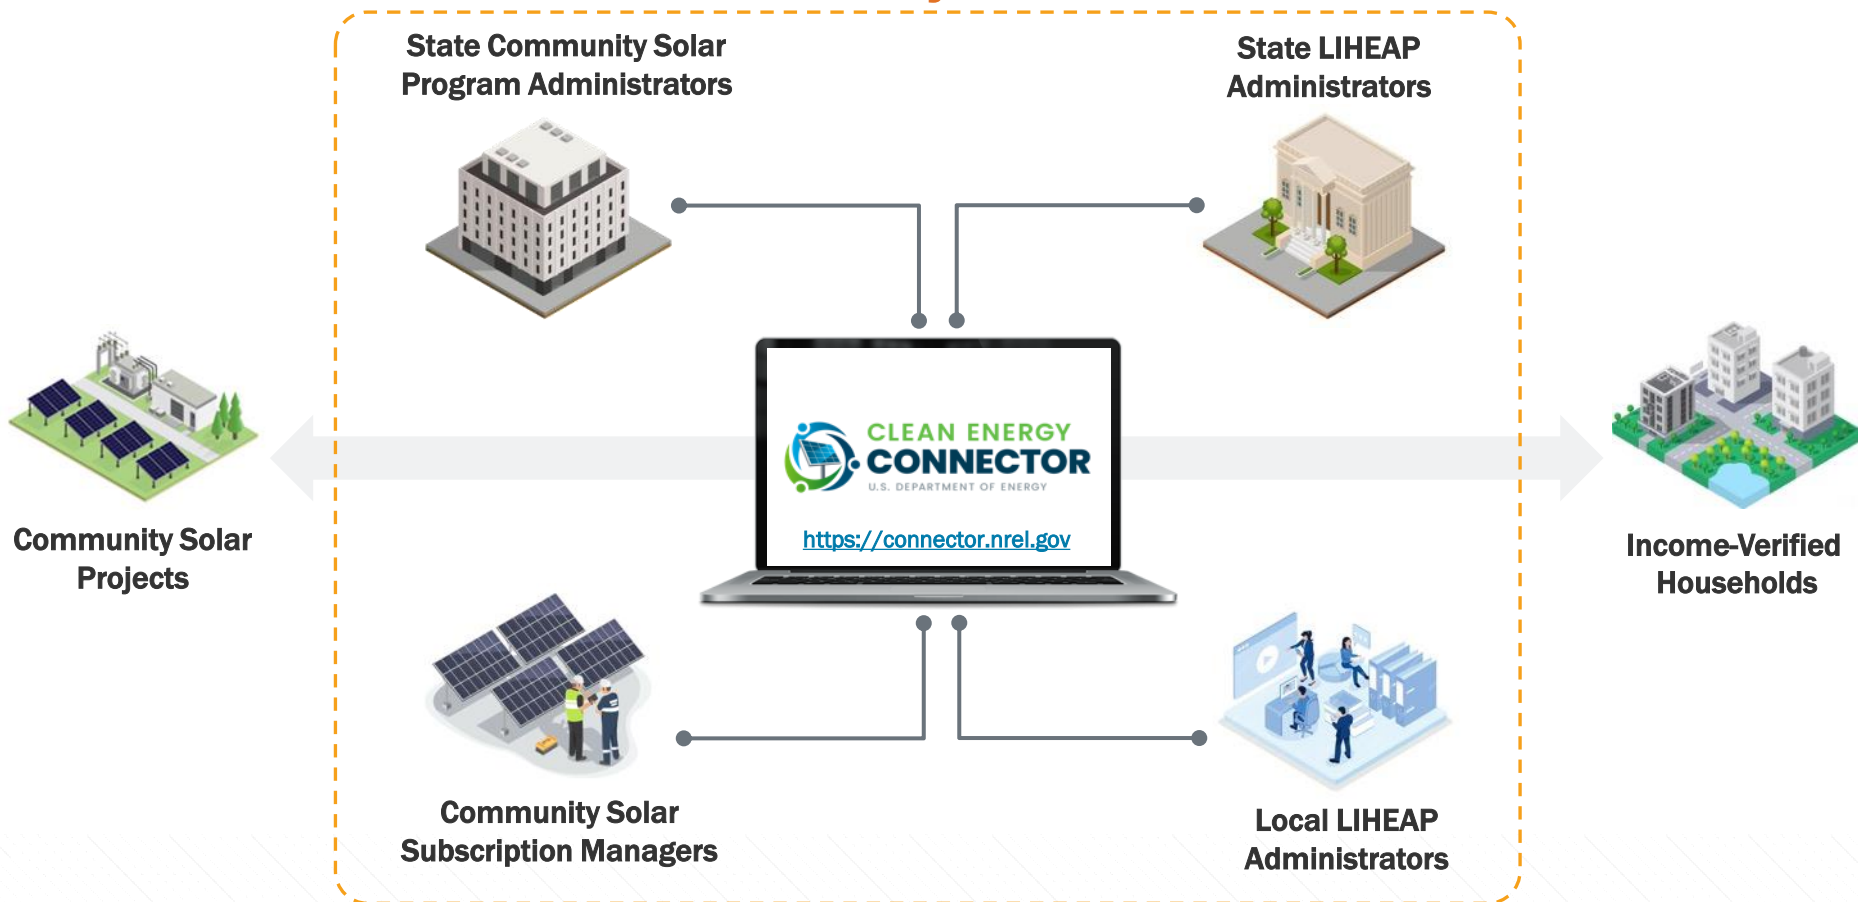 State Community Solar
Program Administrators
State LIHEAP
Administrators
CLEAN ENERGY
CONNECTOR
U.S. DEPARTMENT OF ENERGY
https://connector.nrel.gov
Community Solar
Projects
Income-Verified
Households
Community Solar
Subscription Managers
Local LIHEAP
Administrators